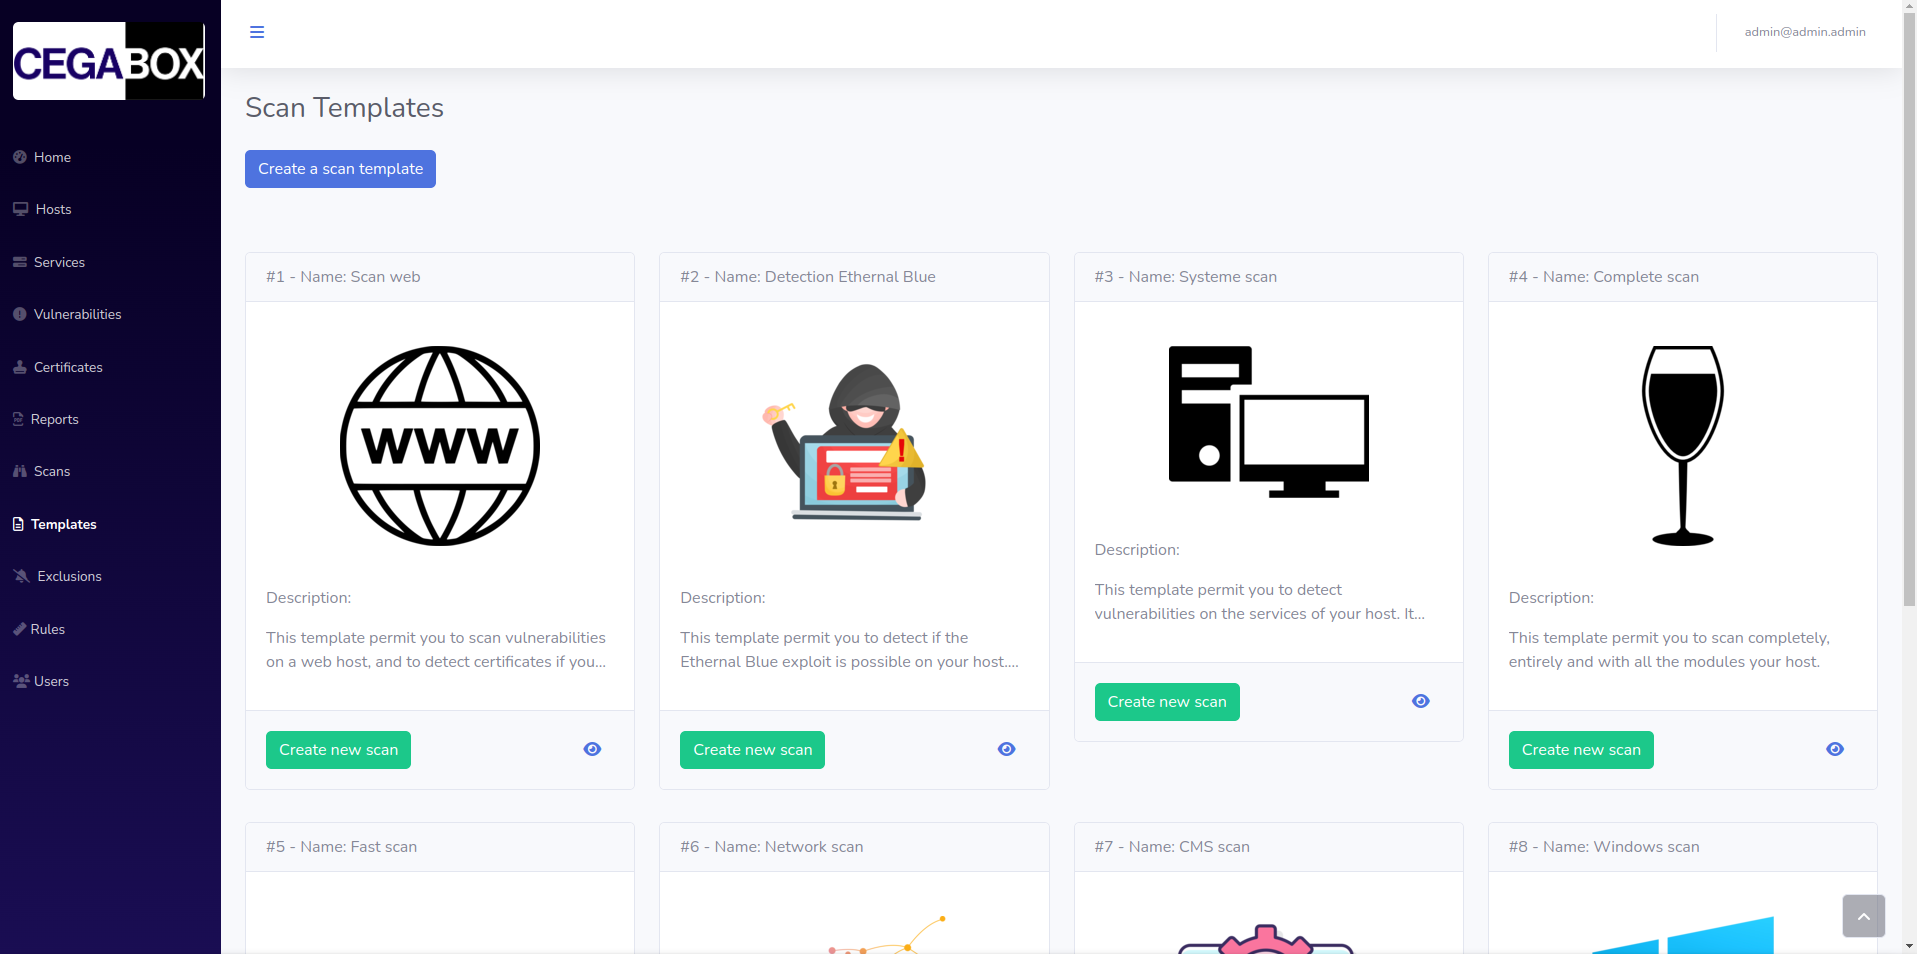 CEGABOX
admin@admin.admin
Home
Hosts
Services
Vulnerabilities
Certificates
Reports
Scans
Templates
Exclusions
Rules
Users
Scan Templates
Create a scan template
#1 - Name: Scan web
WWW
Description:
This template permit you to scan vulnerabilities
on a web host, and to detect certificates if you...
Create new scan
#2 - Name: Detection Ethernal Blue
!
Description:
This template permit you to detect if the
Ethernal Blue exploit is possible on your host....
Create new scan
#3 - Name: Systeme scan
Description:
This template permit you to detect
vulnerabilities on the services of your host. It...
Create new scan
#4 - Name: Complete scan
Description:
This template permit you to scan completely,
entirely and with all the modules your host.
Create new scan
#5 - Name: Fast scan
#6 - Name: Network scan
#7 - Name: CMS scan
#8 - Name: Windows scan